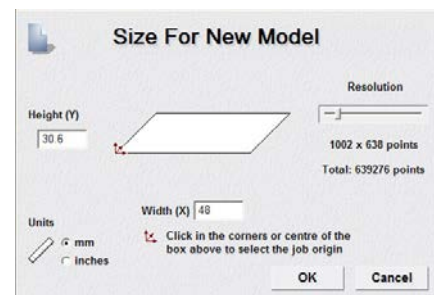 Size For New Model
Resolution
Height (Y)
30.6
1002 x 638 points
Total: 639276 points
Width (X) 48
Units
mm
inches
Click in the corners or centre of the
box above to select the job origin
OK Cancel